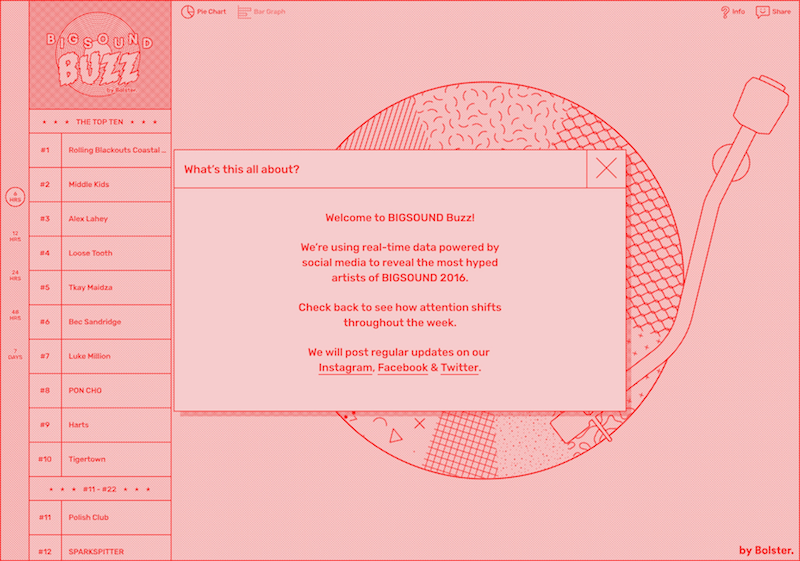 Pie Chart
Bar Graph
Info
Share
BIGSOUND
BUZZ
by Bolster.
THE TOP TEN
#1 Rolling Blackouts Coastal ...
#2 Middle Kids
#3 Alex Lahey
#4 Loose Tooth
#5 Tkay Maidza
#6 Bec Sandridge
#7 Luke Million
#8 PON CHO
#9 Harts
#10 Tigertown
#11 - #22
#11 Polish Club
#12 SPARKSPITTER
6
HRS
12
HRS
24
HRS
48
HRS
7
DAYS
What's this all about?
Welcome to BIGSOUND Buzz!
We're using real-time data powered by
social media to reveal the most hyped
artists of BIGSOUND 2016.
Check back to see how attention shifts
throughout the week.
We will post regular updates on our
Instagram, Facebook & Twitter.
by Bolster.